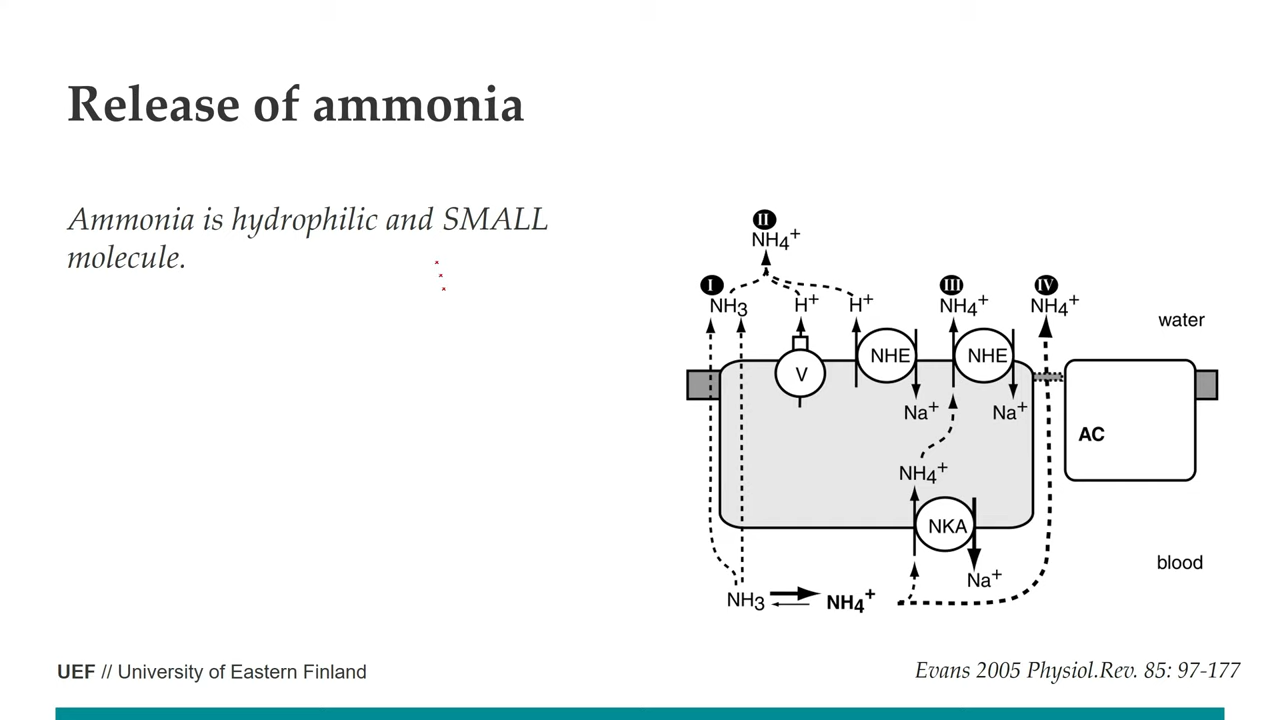 Release of ammonia
Ammonia is hydrophilic and SMALL
molecule.
II
NH4+
I
NH3
H+
H+
III
NH4+
IV
NH4+
water
V
NHE
NHE
Na+
Na+
AC
NH4+
NKA
Na+
blood
NH3
NH4+
UEF // University of Eastern Finland
Evans 2005 Physiol.Rev. 85: 97-177